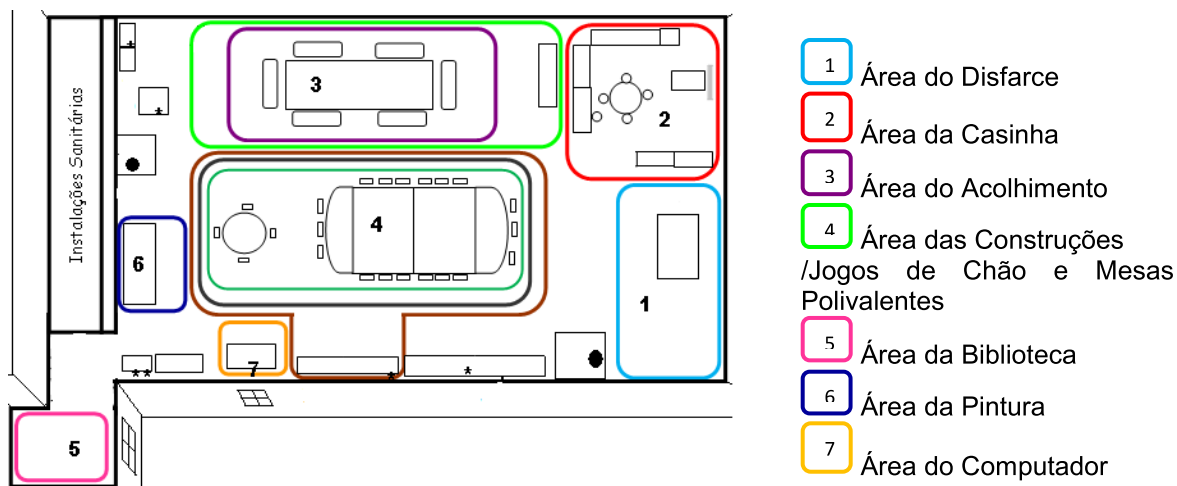 Instalações Sanitárias
3
2
4
6
1
7
* *
*
*
*
*
5
1 Área do Disfarce
2 Área da Casinha
3 Área do Acolhimento
4 Área das Construções
/Jogos de Chão e Mesas
Polivalentes
5 Área da Biblioteca
6 Área da Pintura
7 Área do Computador